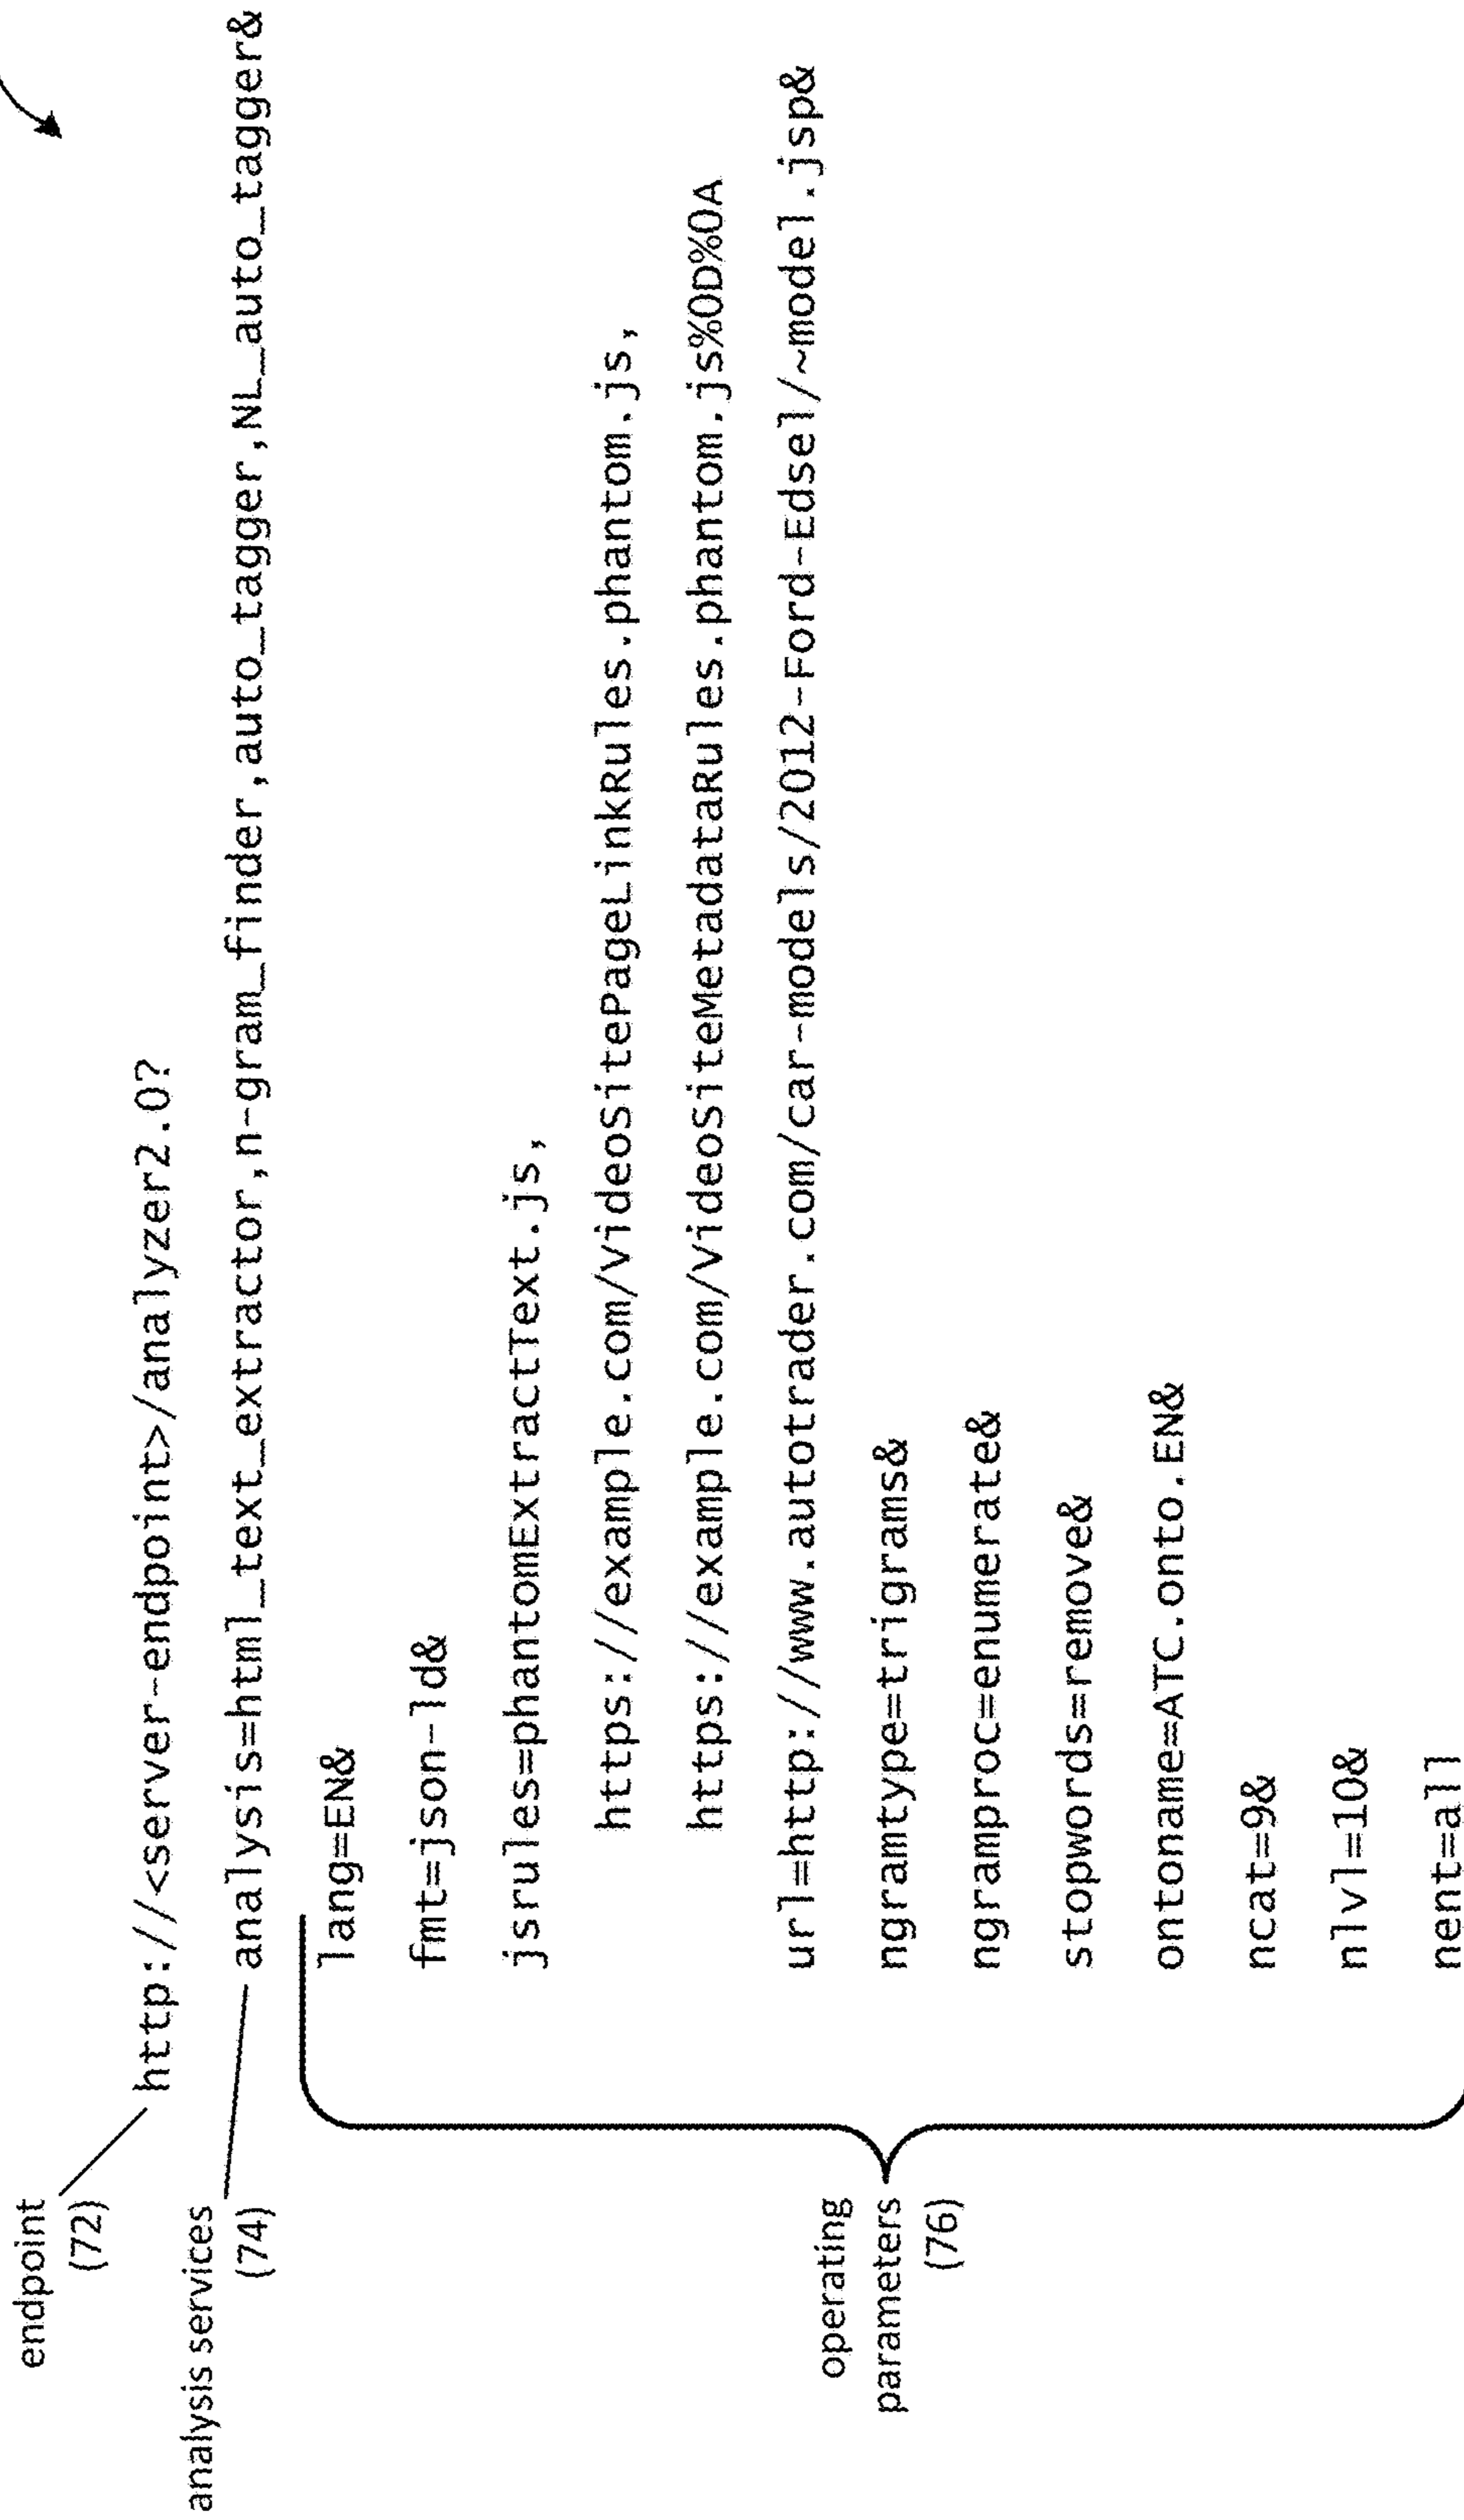 endpoint
(72)
http://<server-endpoint>/analyzer2.0?
analysis services
(74)
analysis=html_text_extractor,n-gram_finder,auto_tagger,NL_auto_tagger&
operating
parameters
(76)
lang=EN&
fmt=json-ld&
jsrules=phantomExtractText.js,
https://example.com/videoSitePageLinkRules.phantom.js,
https://example.com/videoSiteMetadataRules.phantom.js%0D%0A
url=http://www.autotrader.com/car-models/2012-Ford-Edsel/~model.jsp&
ngramtype=trigrams&
ngramproc=enumerate&
stopwords=remove&
ontoname=ATC.onto.EN&
ncat=9&
nlvl=10&
nent=all